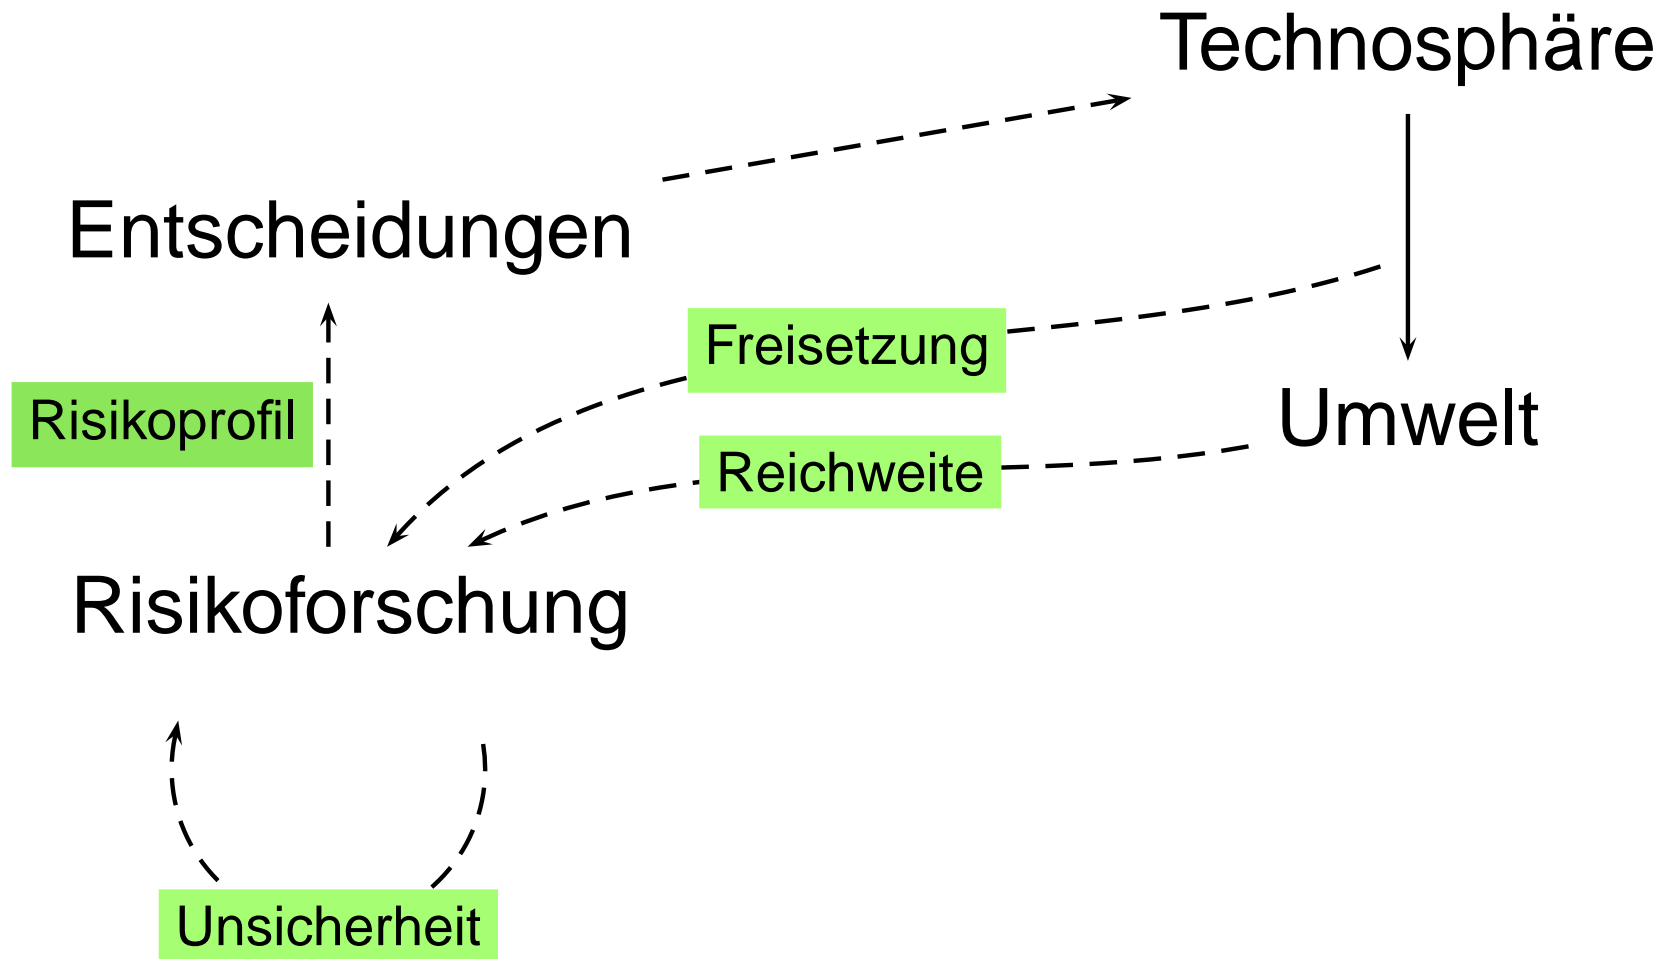 Technosphäre
Entscheidungen
Freisetzung
Risikoprofil
Umwelt
Reichweite
Risikoforschung
Unsicherheit